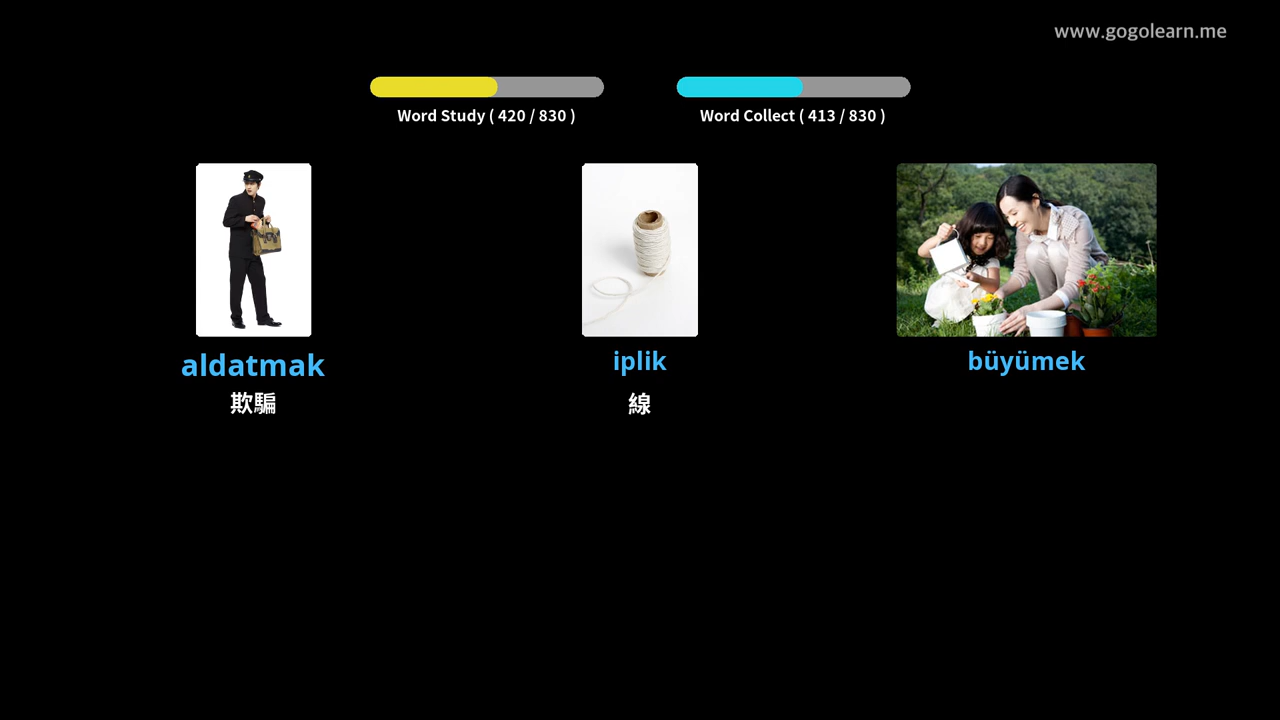 www.gogolearn.me
Word Study ( 420 / 830 )
Word Collect ( 413 / 830 )
aldatmak
欺騙
iplik
線
büyümek